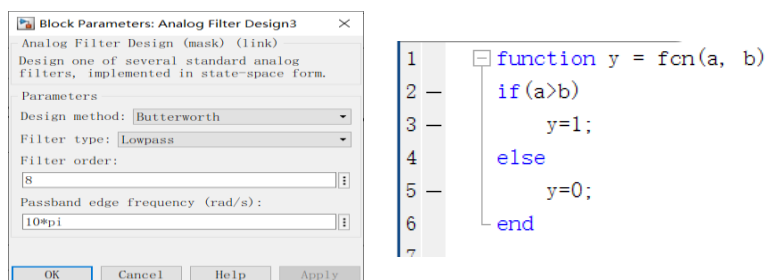 Block Parameters: Analog Filter Design3
Analog Filter Design (mask) (link)
Design one of several standard analog
filters, implemented in state-space form.
Parameters
Design method: Butterworth
Filter type: Lowpass
Filter order:
8
Passband edge frequency (rad/s):
10*pi
OK Cancel Help Apply
1 function y = fcn(a, b)
2 — if(a>b)
3 — y=1;
4 else
5 — y=0;
6 end
7